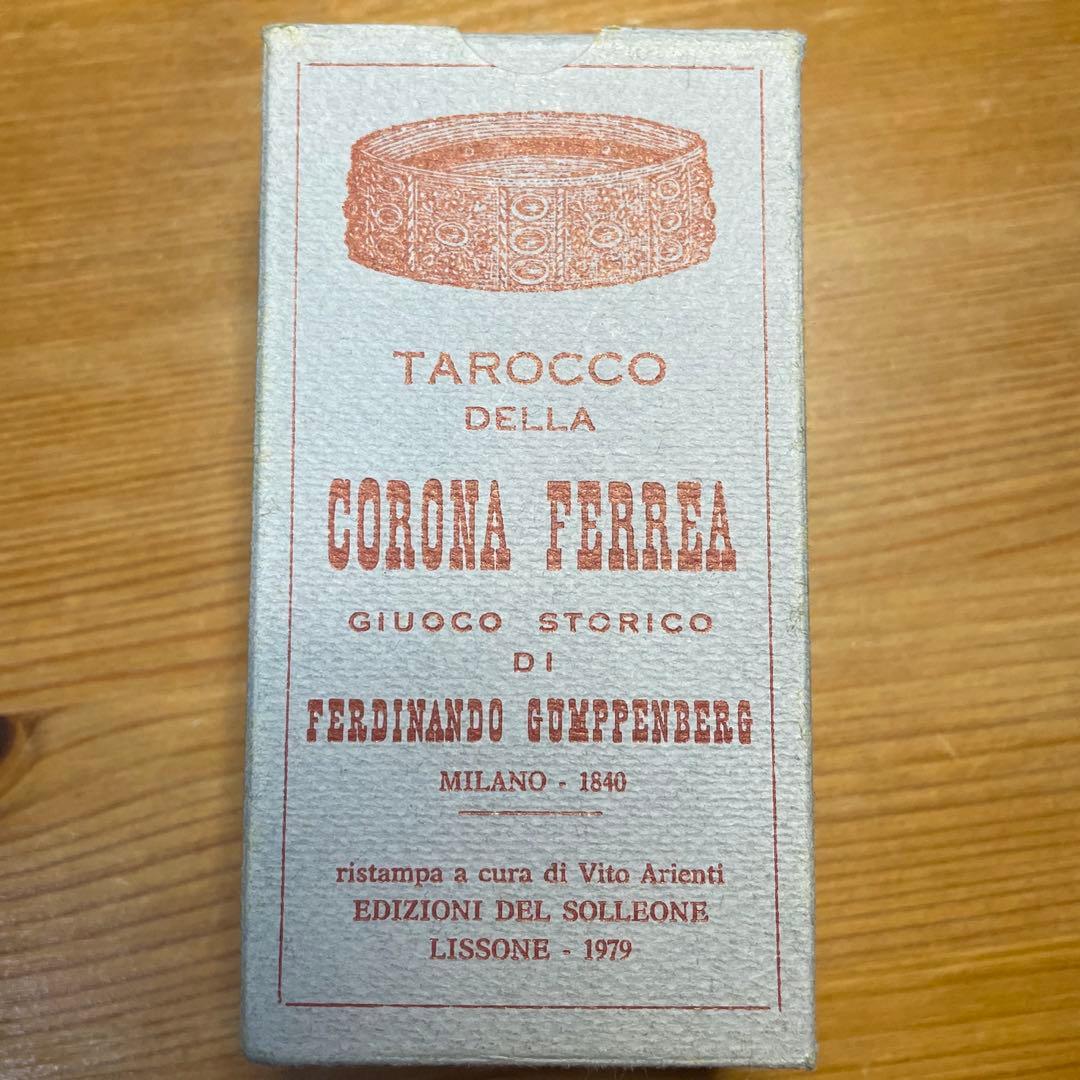 TAROCCO
DELLA
CORONA FERREA
GIUOCO STORICO
DI
FERDINANDO GUMPPENBERG
MILANO - 1840
ristampa a cura di Vito Arienti
EDIZIONI DEL SOLLEONE
LISSONE - 1979